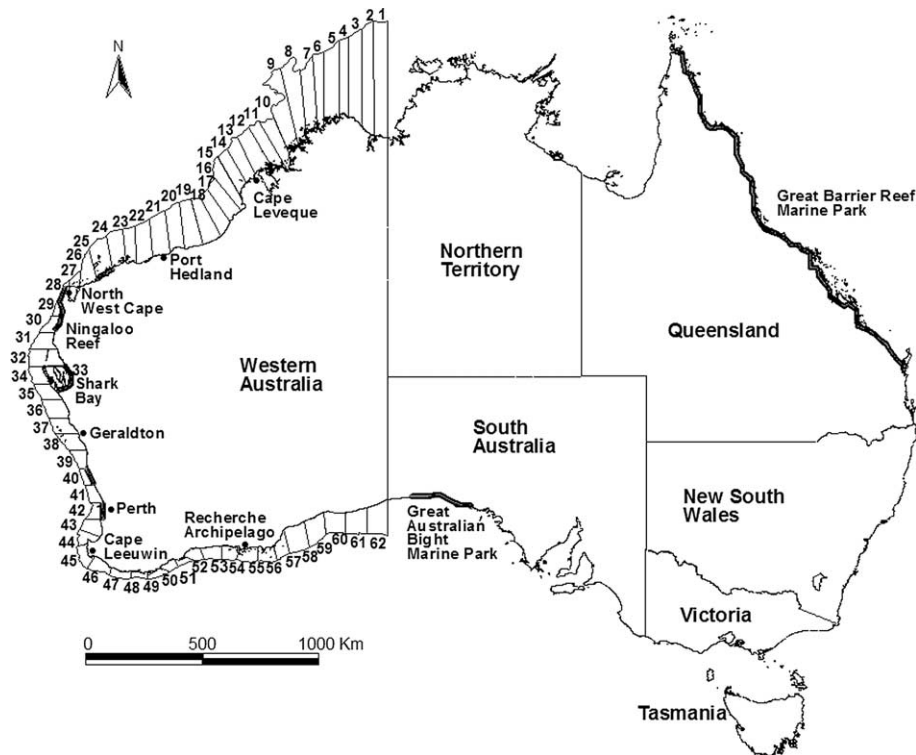 N
1
2
3
4
5
6
7
8
9
10
11
12
13
14
15
16
17
18
19
20
21
22
23
24
25
26
27
28
29
30
31
32
33
34
35
36
37
38
39
40
41
42
43
44
45
46
47
48
49
50
51
52
53
54
55
56
57
58
59
60
61
62
Cape
Leveque
Port
Hedland
North
West Cape
Ningaloo
Reef
Shark
Bay
Geraldton
Perth
Cape
Leeuwin
Recherche
Archipelago
Western
Australia
Northern
Territory
South
Australia
Great
Australian
Bight
Marine Park
Great Barrier Reef
Marine Park
Queensland
New South
Wales
Victoria
Tasmania
0 500 1000 Km